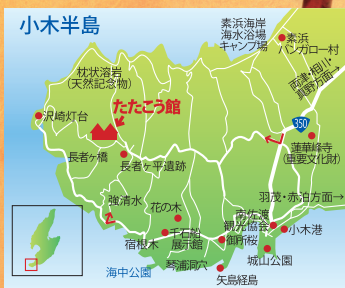 小木半島
素浜海岸
海水浴場
キャンプ場
素浜
バンガロー村
両津・相川・
真野方面→
枕状溶岩
(天然記念物)
たたこう館
沢崎灯台
350
蓮華峰寺
(重要文化財)
長者ヶ橋
長者ヶ平遺跡
羽茂・赤泊方面→
強清水
花の木
南佐渡
観光協会
小木港
宿根木
千石船
展示館
御所桜
城山公園
琴浦洞穴
海中公園
矢島経島